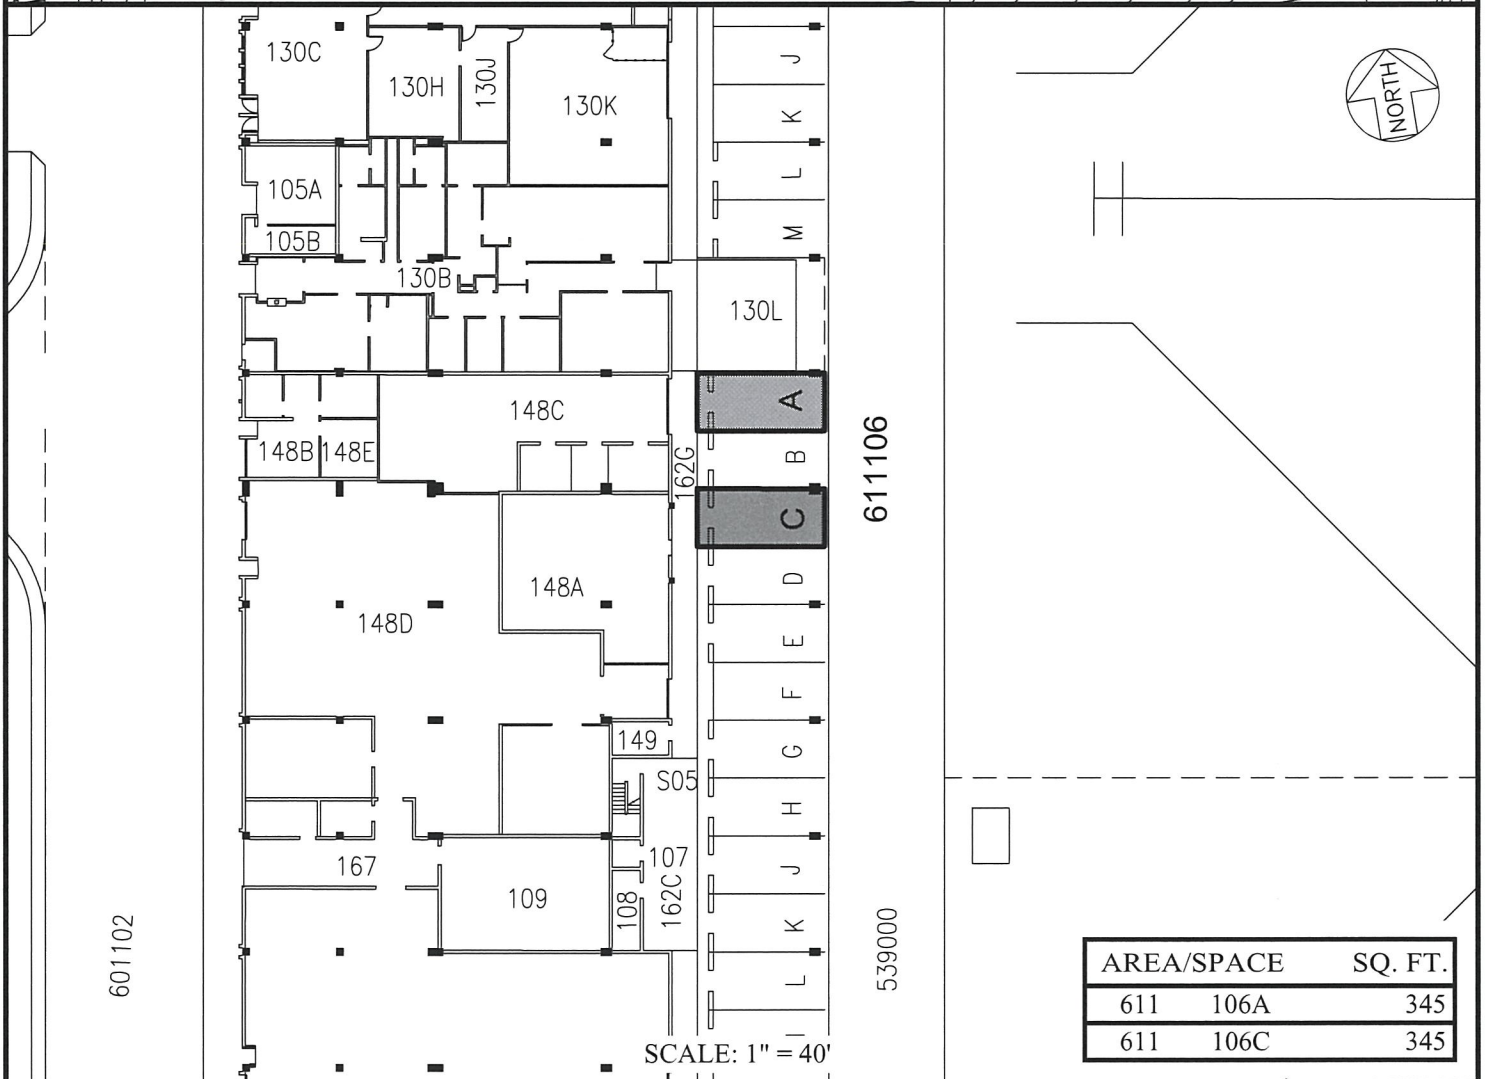 130C
130H
130J
130K
J
K
L
M
NORTH
105A
105B
130B
130L
148C
148B
148E
162G
A
B
C
611106
148A
148D
D
E
F
G
H
J
K
L
149
S05
107
162C
108
109
167
601102
539000
AREA/SPACE SQ. FT.
611 106A 345
611 106C 345
SCALE: 1" = 40'